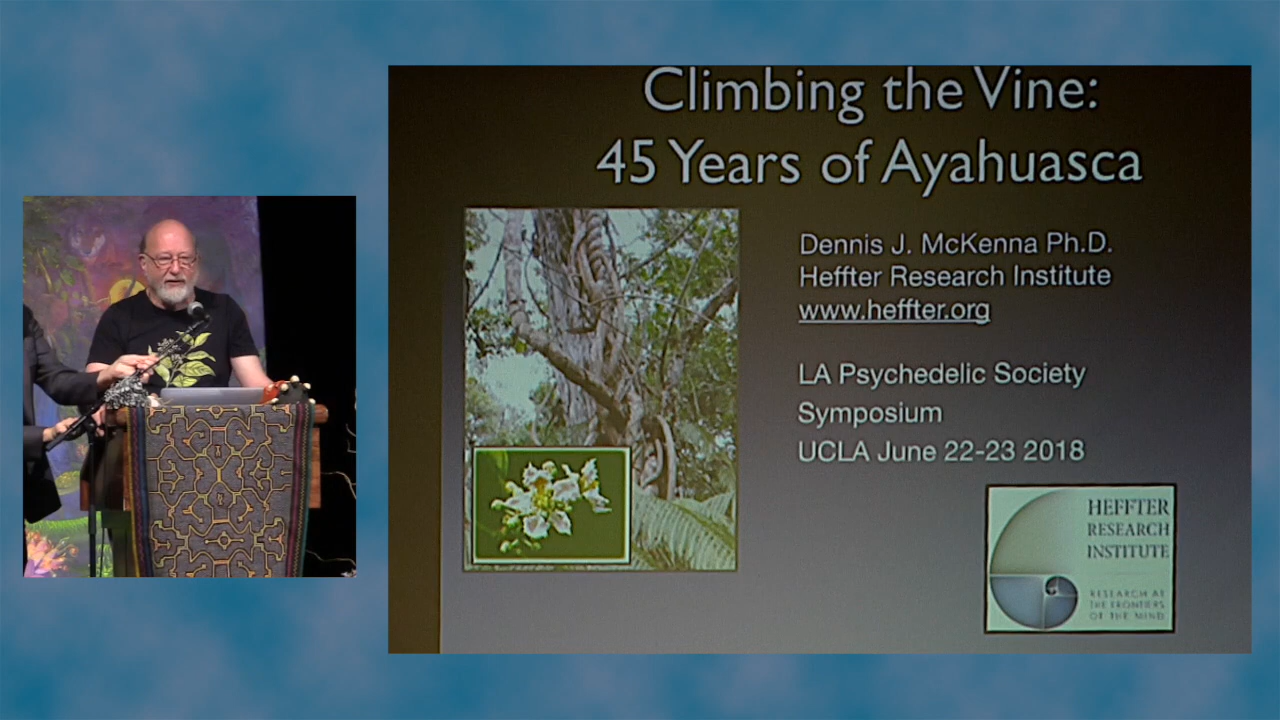 Climbing the Vine:
45 Years of Ayahuasca
Dennis J. McKenna Ph.D.
Heffter Research Institute
www.heffter.org
LA Psychedelic Society
Symposium
UCLA June 22-23 2018
HEFFTER
RESEARCH
INSTITUTE
RESEARCH AT
THE FRONTIERS
OF THE MIND